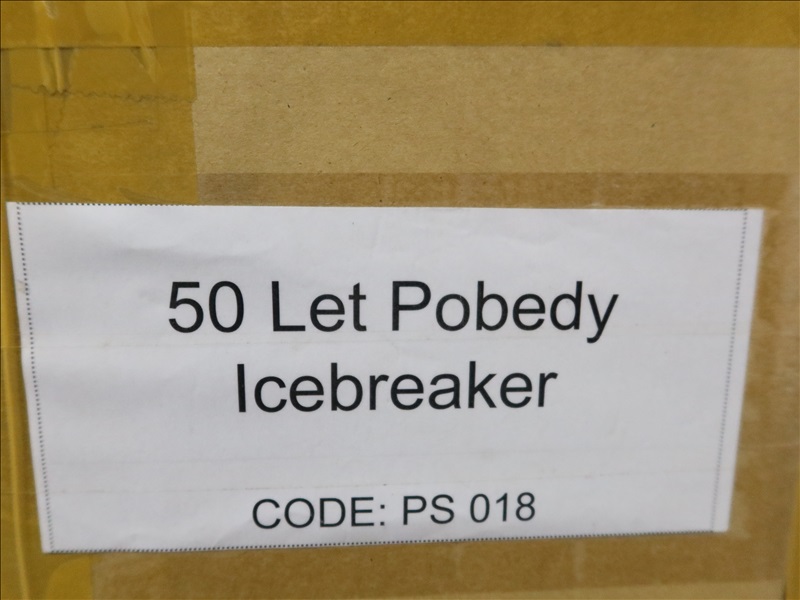 50 Let Pobedy
Icebreaker
CODE: PS 018